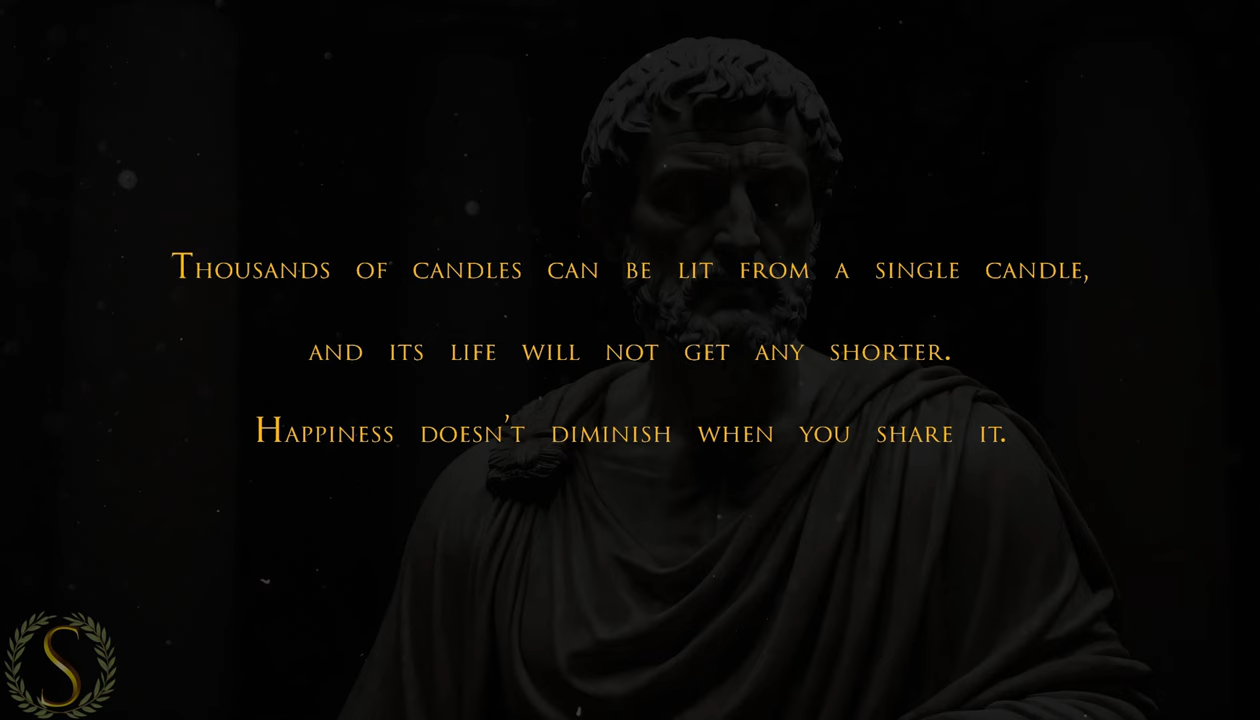 Thousands of candles can be lit from a single candle,
and its life will not get any shorter.
Happiness doesn't diminish when you share it.
S